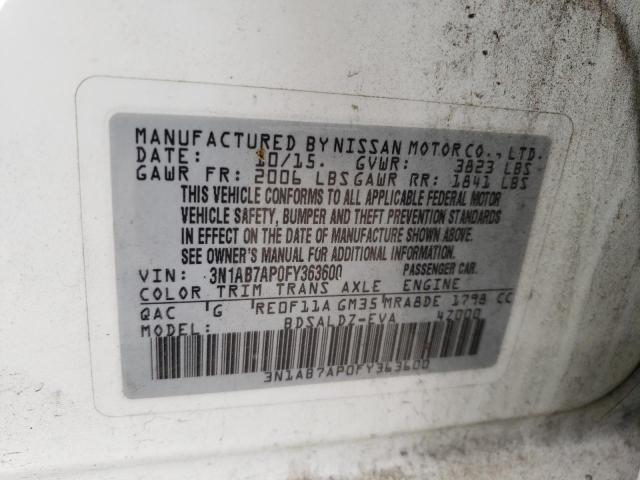 MANUFACTURED BY NISSAN MOTOR CO., LTD.
DATE: 10/15. GVWR: 3823 LBS
GAWR FR: 2006 LBS GAWR RR: 1841 LBS
THIS VEHICLE CONFORMS TO ALL APPLICABLE FEDERAL MOTOR
VEHICLE SAFETY, BUMPER AND THEFT PREVENTION STANDARDS
IN EFFECT ON THE DATE OF MANUFACTURE SHOWN ABOVE.
SEE OWNER'S MANUAL FOR ADDITIONAL INFORMATION.
VIN: 3N1AB7AP0FY363600 PASSENGER CAR.
COLOR TRIM TRANS AXLE ENGINE
QAC G RE0F11A GM35 MRA8DE 1798 CC
MODEL: BDSALDZ-EVA 4Z000
3N1AB7AP0FY363600